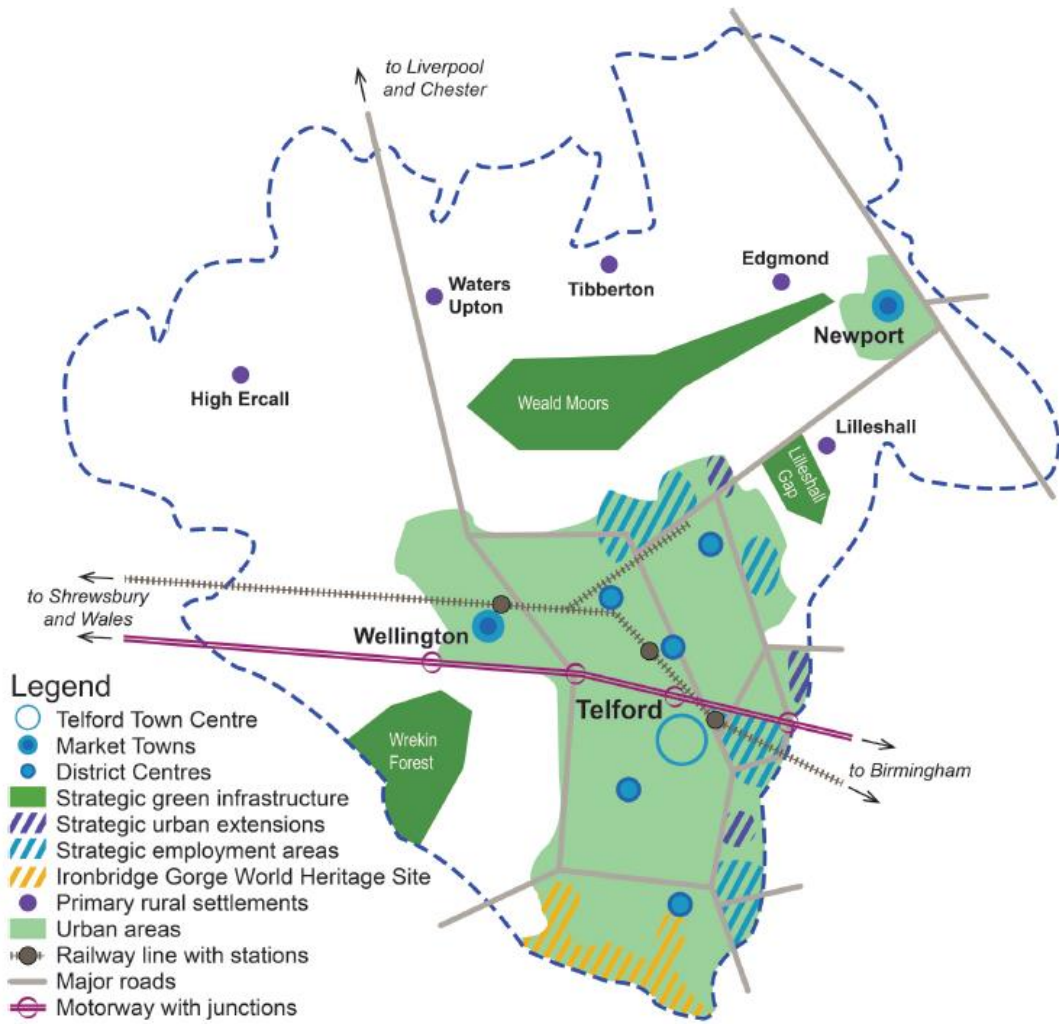 to Liverpool
and Chester
Edgmond
Waters
Upton
Tibberton
Newport
High Ercall
Weald Moors
Lilleshall
Lilleshall
Gap
to Shrewsbury
and Wales
Wellington
Telford
Wrekin
Forest
to Birmingham
Legend
Telford Town Centre
Market Towns
District Centres
Strategic green infrastructure
Strategic urban extensions
Strategic employment areas
Ironbridge Gorge World Heritage Site
Primary rural settlements
Urban areas
Railway line with stations
Major roads
Motorway with junctions